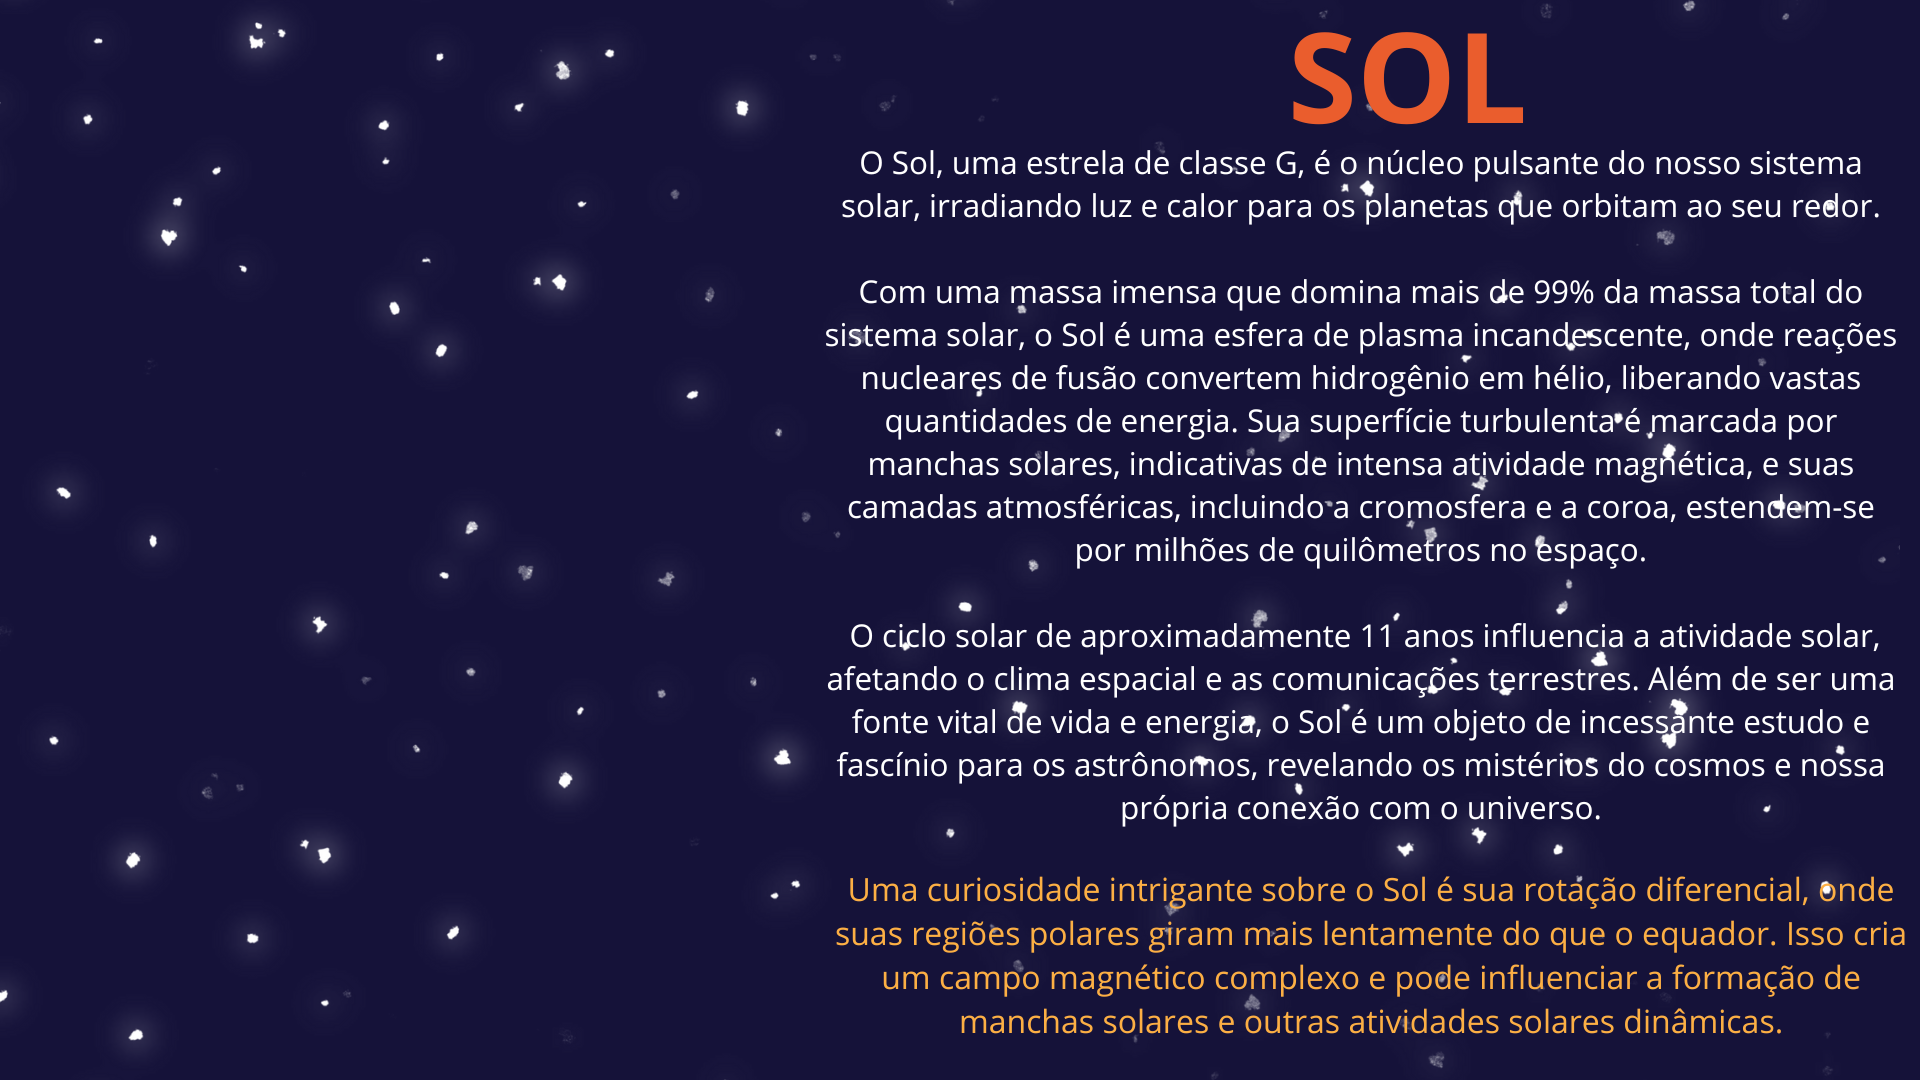 SOL
O Sol, uma estrela de classe G, é o núcleo pulsante do nosso sistema
solar, irradiando luz e calor para os planetas que orbitam ao seu redor.
Com uma massa imensa que domina mais de 99% da massa total do
sistema solar, o Sol é uma esfera de plasma incandescente, onde reações
nucleares de fusão convertem hidrogênio em hélio, liberando vastas
quantidades de energia. Sua superfície turbulenta é marcada por
manchas solares, indicativas de intensa atividade magnética, e suas
camadas atmosféricas, incluindo a cromosfera e a coroa, estendem-se
por milhões de quilômetros no espaço.
O ciclo solar de aproximadamente 11 anos influencia a atividade solar,
afetando o clima espacial e as comunicações terrestres. Além de ser uma
fonte vital de vida e energia, o Sol é um objeto de incessante estudo e
fascínio para os astrônomos, revelando os mistérios do cosmos e nossa
própria conexão com o universo.
Uma curiosidade intrigante sobre o Sol é sua rotação diferencial, onde
suas regiões polares giram mais lentamente do que o equador. Isso cria
um campo magnético complexo e pode influenciar a formação de
manchas solares e outras atividades solares dinâmicas.